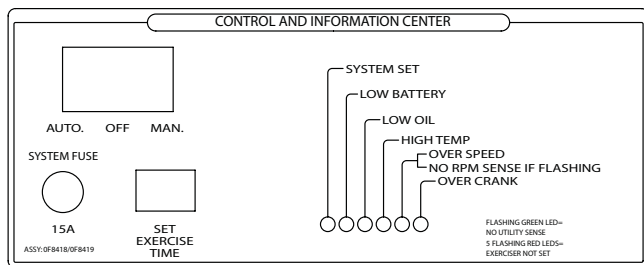 CONTROL AND INFORMATION CENTER
AUTO. OFF MAN.
SYSTEM FUSE
15A
SET
EXERCISE
TIME
ASSY:0F8418/0F8419
SYSTEM SET
LOW BATTERY
LOW OIL
HIGH TEMP
OVER SPEED
NO RPM SENSE IF FLASHING
OVER CRANK
FLASHING GREEN LED=
NO UTILITY SENSE
5 FLASHING RED LEDS=
EXERCISER NOT SET